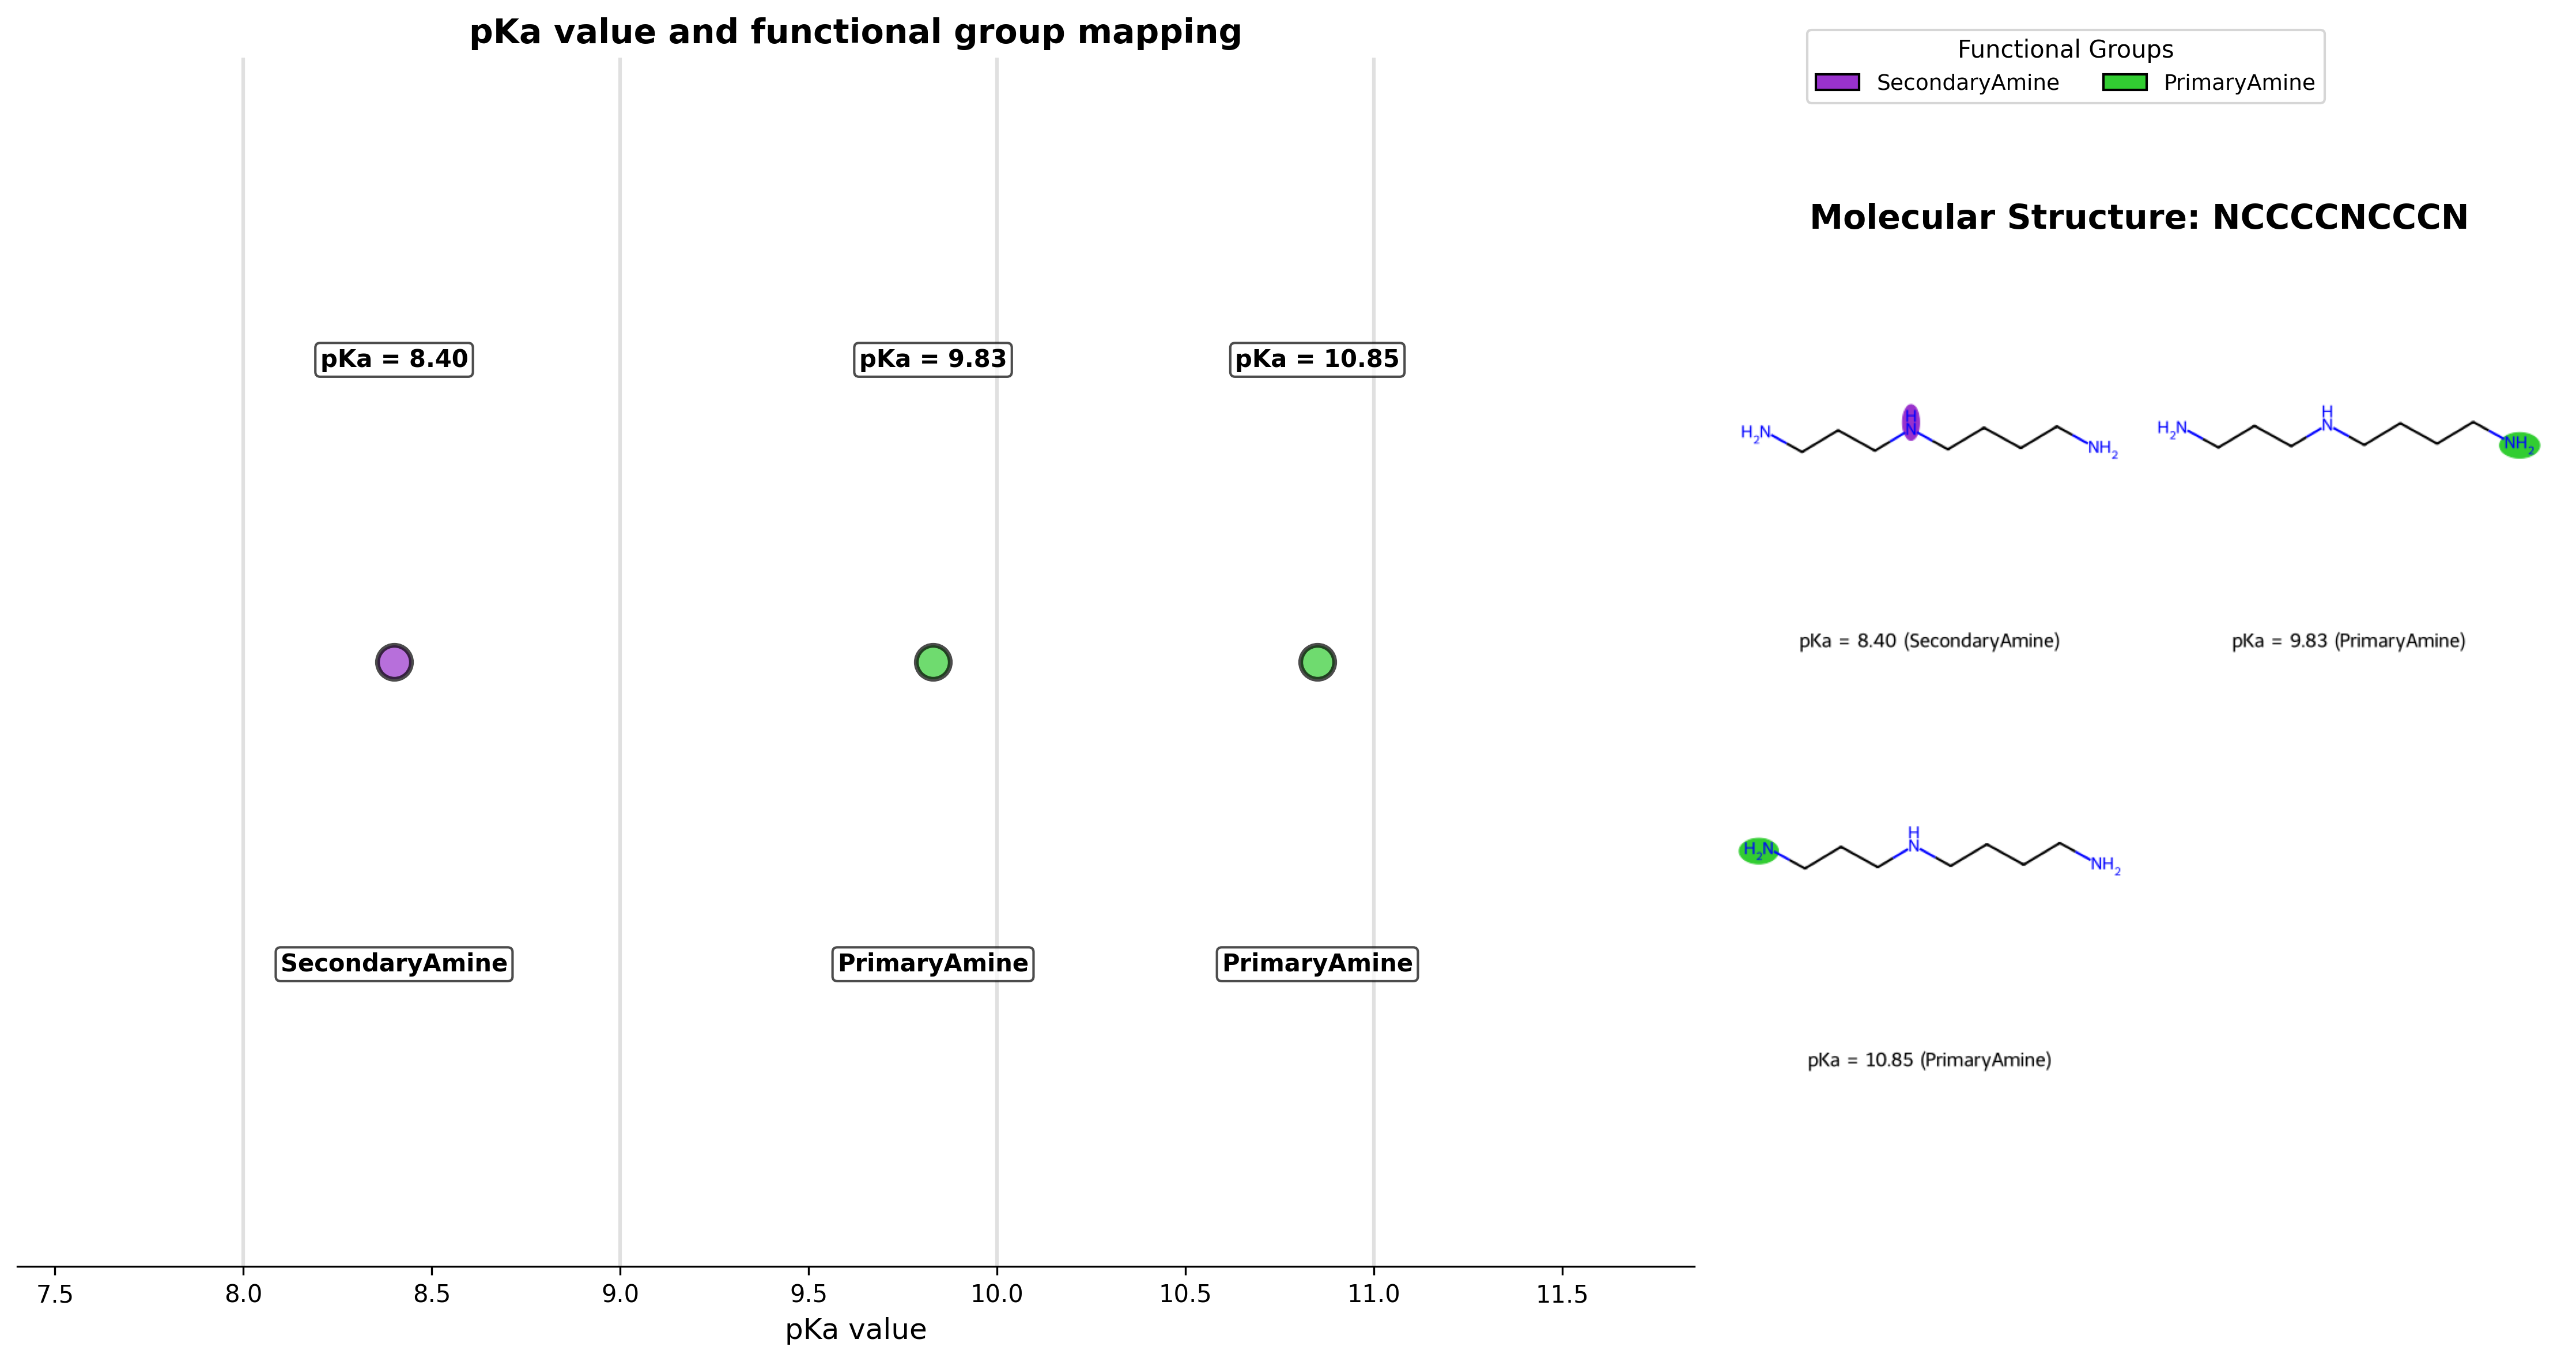 pKa value and functional group mapping
pKa = 8.40
pKa = 9.83
pKa = 10.85
SecondaryAmine
PrimaryAmine
PrimaryAmine
7.5
8.0
8.5
9.0
9.5
10.0
10.5
11.0
11.5
pKa value
Functional Groups
SecondaryAmine
PrimaryAmine
Molecular Structure: NCCCCNCCCN
H₂N
H
N
NH₂
H₂N
H
N
NH₂
pKa = 8.40 (SecondaryAmine)
pKa = 9.83 (PrimaryAmine)
H₂N
H
N
NH₂
pKa = 10.85 (PrimaryAmine)